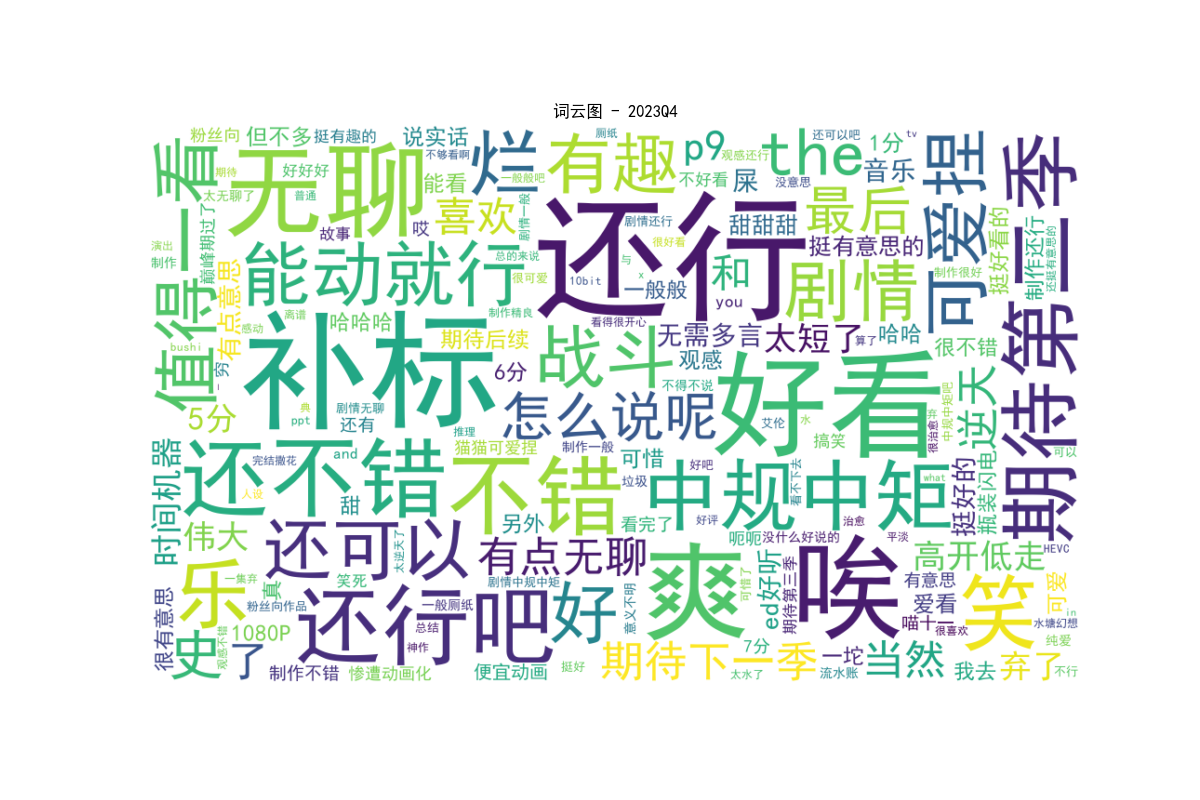 词云图 - 2023Q4
粉丝向
但不多
挺有趣的
说实话
烂
有趣
厕纸
p9
the
还可以吧
tv
1分
可爱捏
期待第二季
值得一看
期待
无聊
好好好
能看
不够看啊
一般般吧
观感还行
不好看
屎
没意思
音乐
太无聊了
普通
喜欢
剧情一般
还行
剧情还行
甜甜甜
最后
挺有意思的
挺好看的
制作还行
还挺有意思的
巅峰期过了
故事
哎
很好看
演出
制作
有点意思
能动就行
总的来说
很可爱
10bit
与
x
一般般
和
you
剧情
制作很好
离谱
感动
哈哈哈
制作精良
看得很开心
无需多言
太短了
算了
哈哈
bushi
穷
补标
期待后续
战斗
观感
很不错
6分
不得不说
好看
逆天
5分
典
ppt
剧情无聊
还有
怎么说呢
艾伦
水
中规中矩吧
很治愈
弃
推理
猫猫可爱捏
制作一般
可惜
搞笑
时间机器
完结撒花
还不错
and
不错
垃圾
好吧
中规中矩
看不下去
what
挺好的
瓶装闪电
可以
人设
甜
伟大
还可以
太逆天了
另外
看完了
好评
治愈
呃呃
没什么好说的
平淡
HEVC
有点无聊
高开低走
乐
一集弃
真
笑死
剧情中规中矩
意义不明
爽
可惜了
ed好听
期待第三季
唉
有意思
爱看
笑
可爱
in
很有意思
粉丝向作品
还行吧
一般厕纸
好
喵十一
水塘幻想
史
观感不错
1080P
总结
神作
很喜欢
纯爱
了
制作不错
惨遭动画化
便宜动画
挺好
期待下一季
7分
太水了
一坨
流水账
当然
我去
弃了
不行